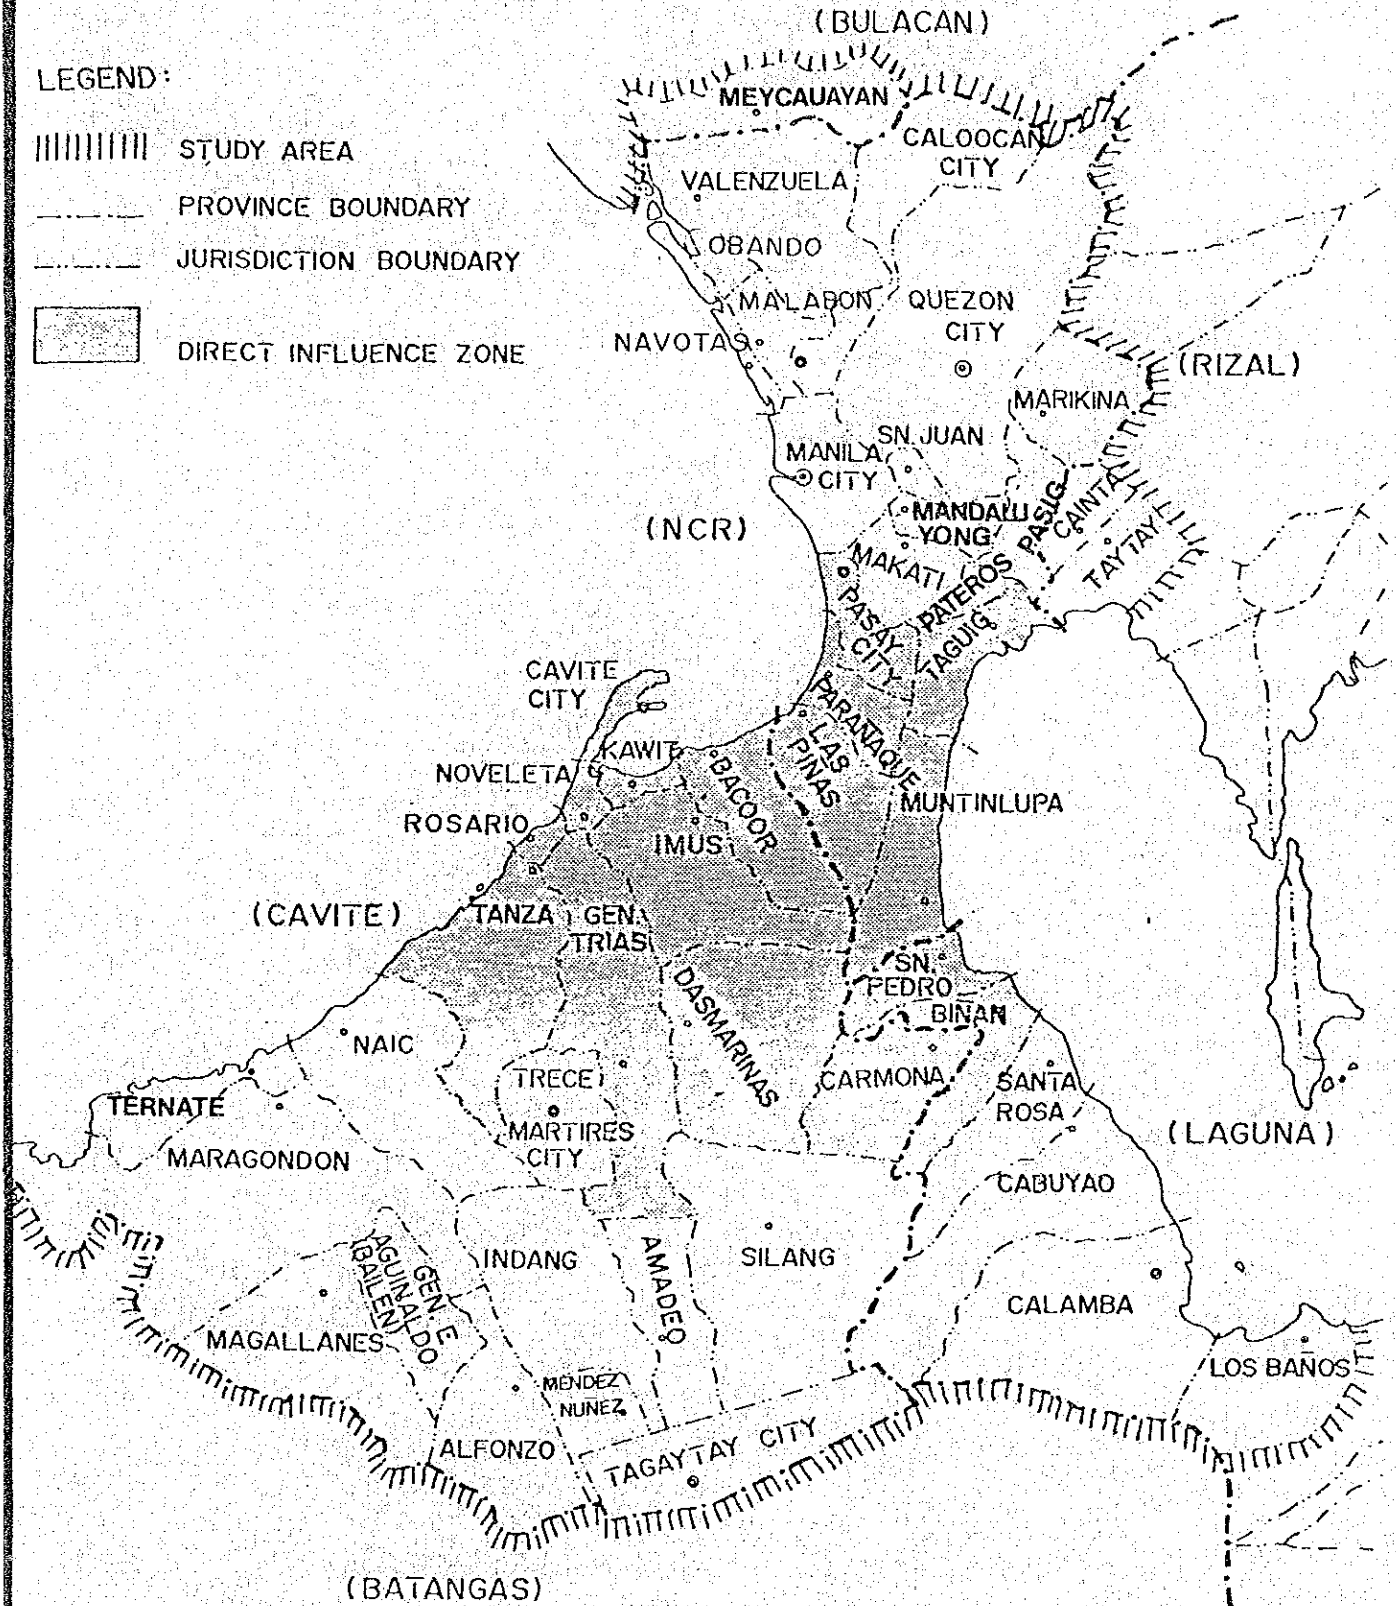 (BULACAN)
LEGEND:
STUDY AREA
PROVINCE BOUNDARY
JURISDICTION BOUNDARY
DIRECT INFLUENCE ZONE
MEYCAUAYAN
CALOOCAN
CITY
VALENZUELA
OBANDO
MALABON
QUEZON
CITY
NAVOTAS
(RIZAL)
MARIKINA
SN. JUAN
MANILA
CITY
(NCR)
MANDALU
YONG
PASIG
CAINTA
TAYTAY
MAKATI
PATEROS
PASAY
CITY
TAGUIG
CAVITE
CITY
PARANAQUE
LAS
PINAS
KAWIT
NOVELETA
BACOOR
MUNTINLUPA
ROSARIO
IMUS
(CAVITE)
TANZA
GEN.
TRIAS
SN.
PEDRO
DASMARINAS
BIÑAN
NAIC
TRECE
MARTIRES
CITY
CARMONA
SANTA
ROSA
TERNATE
(LAGUNA)
MARAGONDON
CABUYAO
INDANG
AMADEO
SILANG
GEN. E
AGUINALDO
(BAILEN)
CALAMBA
MAGALLANES
LOS BAÑOS
MENDEZ
NUÑEZ
ALFONZO
TAGAYTAY CITY
(BATANGAS)